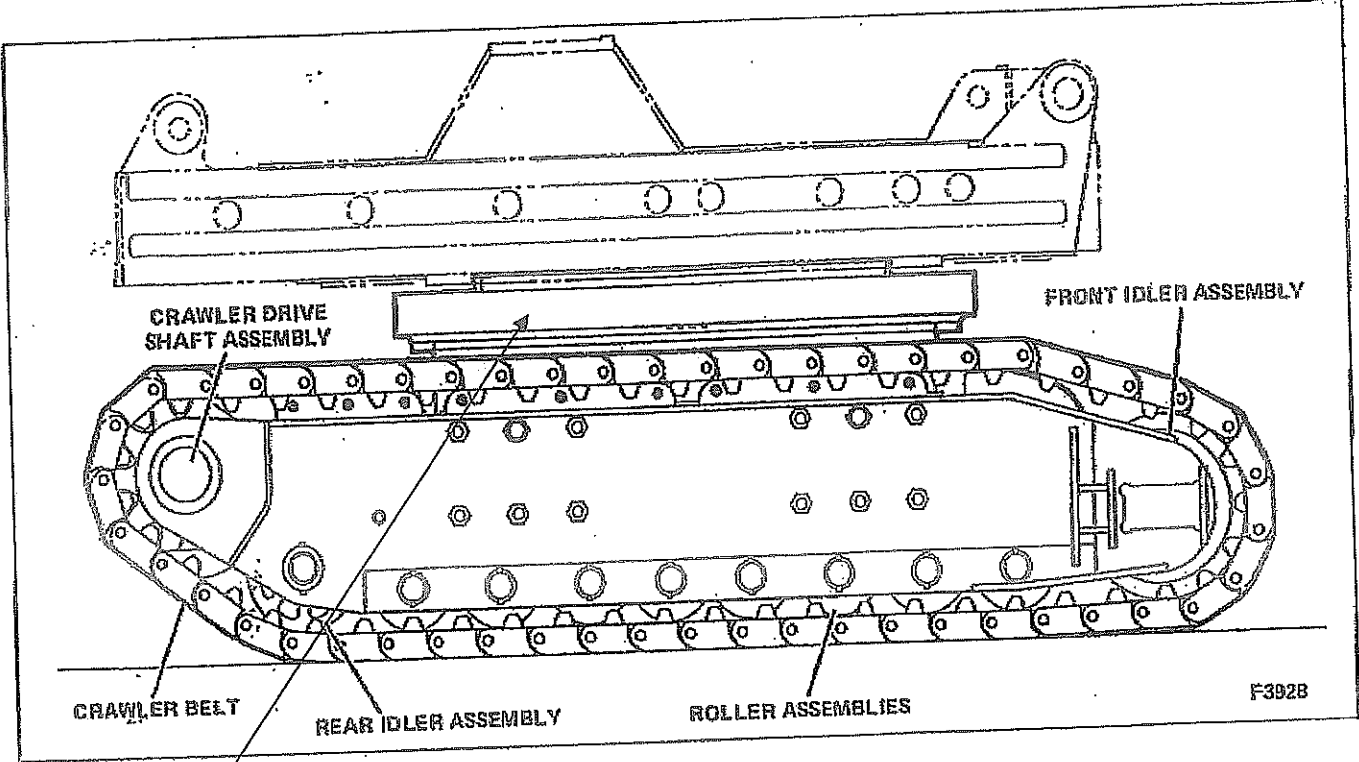 CRAWLER DRIVE
SHAFT ASSEMBLY
FRONT IDLER ASSEMBLY
CRAWLER BELT
REAR IDLER ASSEMBLY
ROLLER ASSEMBLIES
F3928